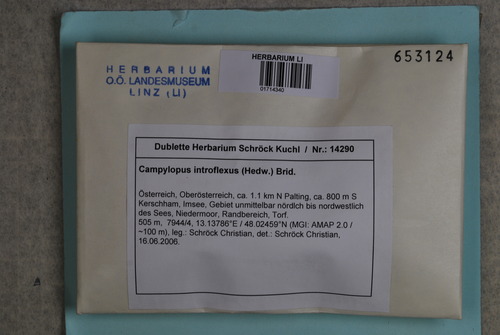 653124
HERBARIUM LI
01714340
HERBARIUM
O.Ö. LANDESMUSEUM
LINZ (LI)
Dublette Herbarium Schröck Kuchl / Nr.: 14290
Campylopus introflexus (Hedw.) Brid.
Österreich, Oberösterreich, ca. 1.1 km N Palting, ca. 800 m S
Kerschham, Imsee, Gebiet unmittelbar nördlch bis nordwestlich
des Sees, Niedermoor, Randbereich, Torf.
505 m, 7944/4, 13.13786°E / 48.02459°N (MGI: AMAP 2.0 /
~100 m), leg.: Schröck Christian, det.: Schröck Christian,
16.06.2006.